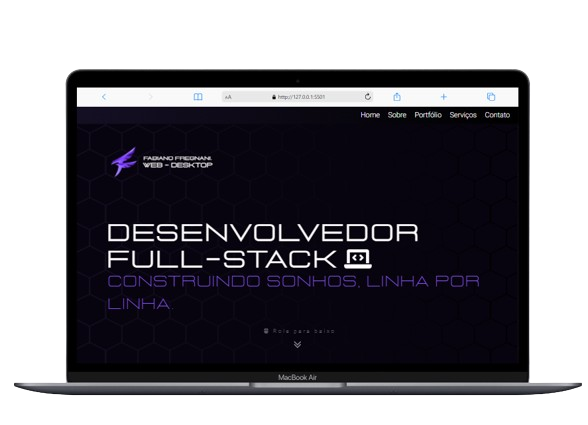 AA
http://127.0.0.1:5501
Home Sobre Portfólio Serviços Contato
FABIANO FREGNANI.
WEB - DESKTOP
DESENVOLVEDOR
FULL-STACK
CONSTRUINDO SONHOS, LINHA POR
LINHA
Role para baixo
MacBook Air